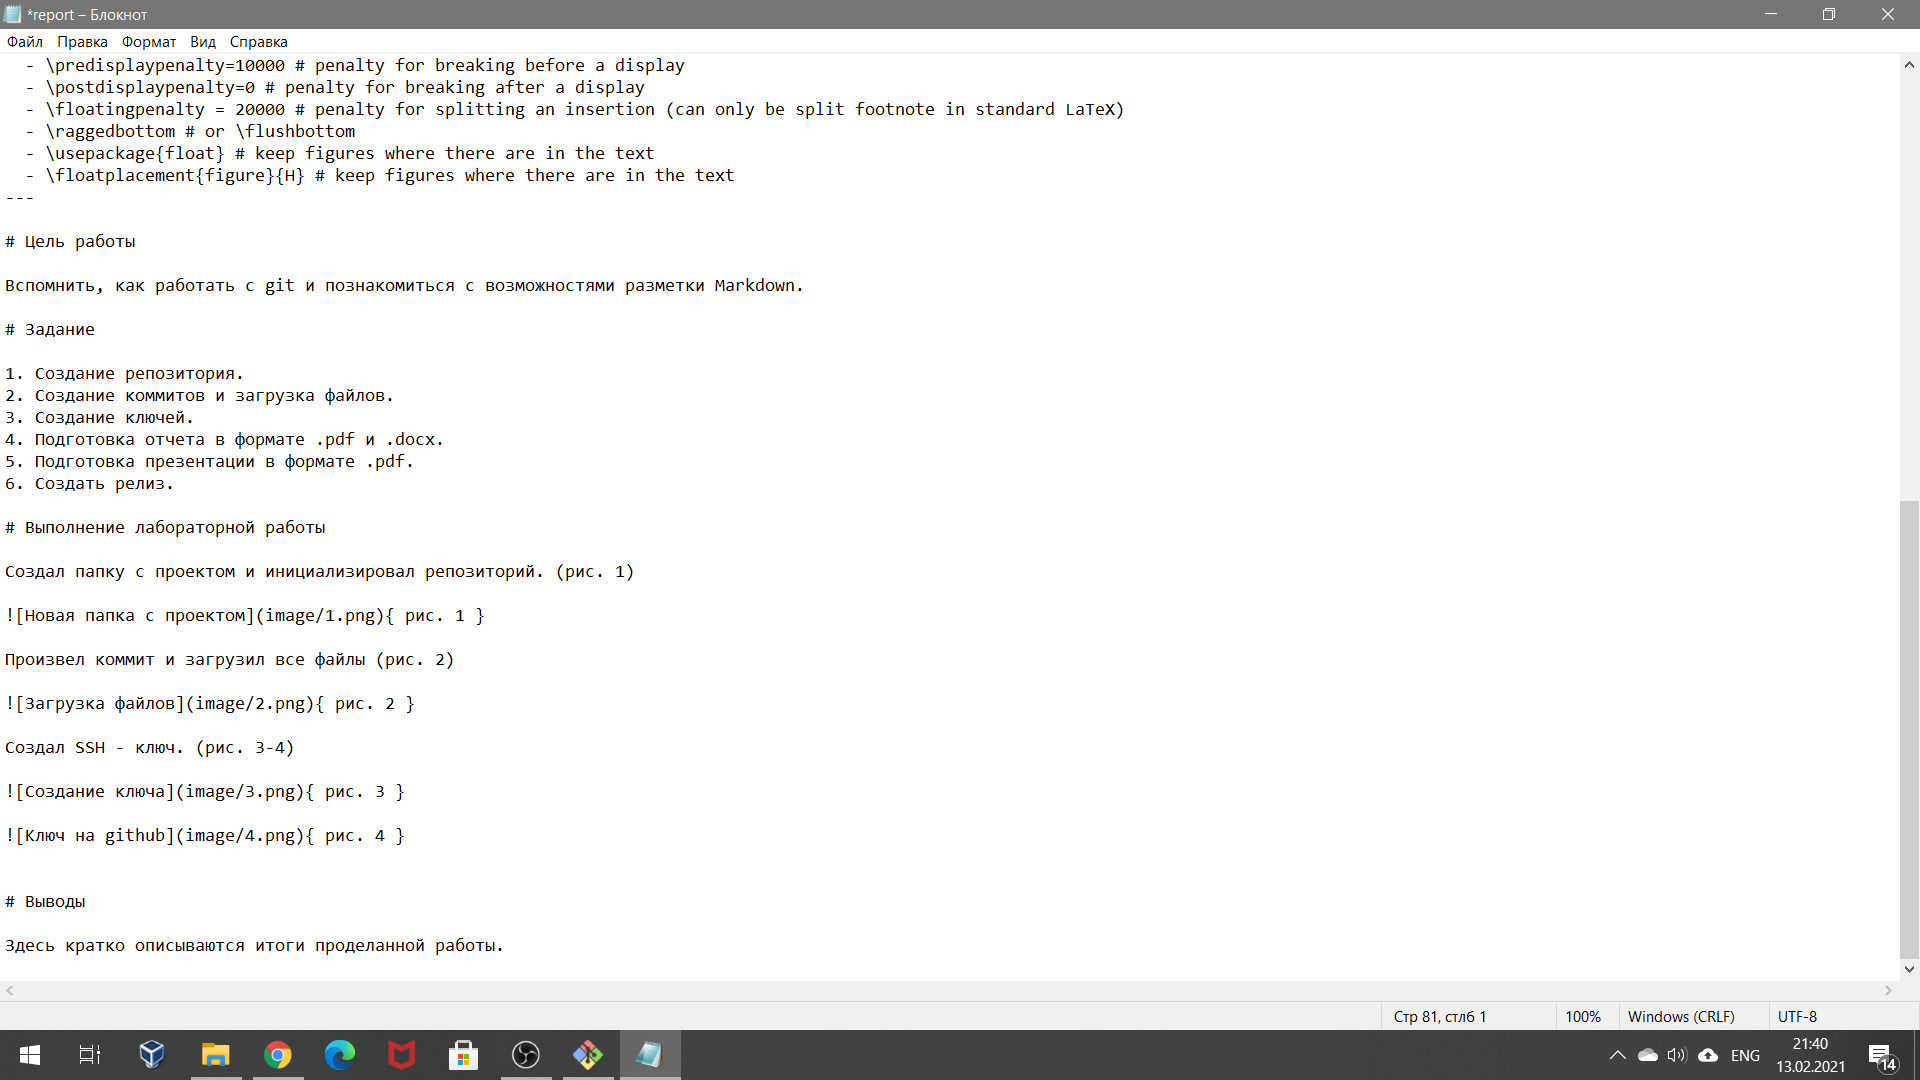 *report – Блокнот
Файл Правка Формат Вид Справка
- \predisplaypenalty=10000 # penalty for breaking before a display
- \postdisplaypenalty=0 # penalty for breaking after a display
- \floatingpenalty = 20000 # penalty for splitting an insertion (can only be split footnote in standard LaTeX)
- \raggedbottom # or \flushbottom
- \usepackage{float} # keep figures where there are in the text
- \floatplacement{figure}{H} # keep figures where there are in the text
---
# Цель работы
Вспомнить, как работать с git и познакомиться с возможностями разметки Markdown.
# Задание
1. Создание репозитория.
2. Создание коммитов и загрузка файлов.
3. Создание ключей.
4. Подготовка отчета в формате .pdf и .docx.
5. Подготовка презентации в формате .pdf.
6. Создать релиз.
# Выполнение лабораторной работы
Создал папку с проектом и инициализировал репозиторий. (рис. 1)
![Новая папка с проектом](image/1.png){ рис. 1 }
Произвел коммит и загрузил все файлы (рис. 2)
![Загрузка файлов](image/2.png){ рис. 2 }
Создал SSH - ключ. (рис. 3-4)
![Создание ключа](image/3.png){ рис. 3 }
![Ключ на github](image/4.png){ рис. 4 }
# Выводы
Здесь кратко описываются итоги проделанной работы.
Стр 81, стлб 1 100% Windows (CRLF) UTF-8
ENG 21:40
13.02.2021
14